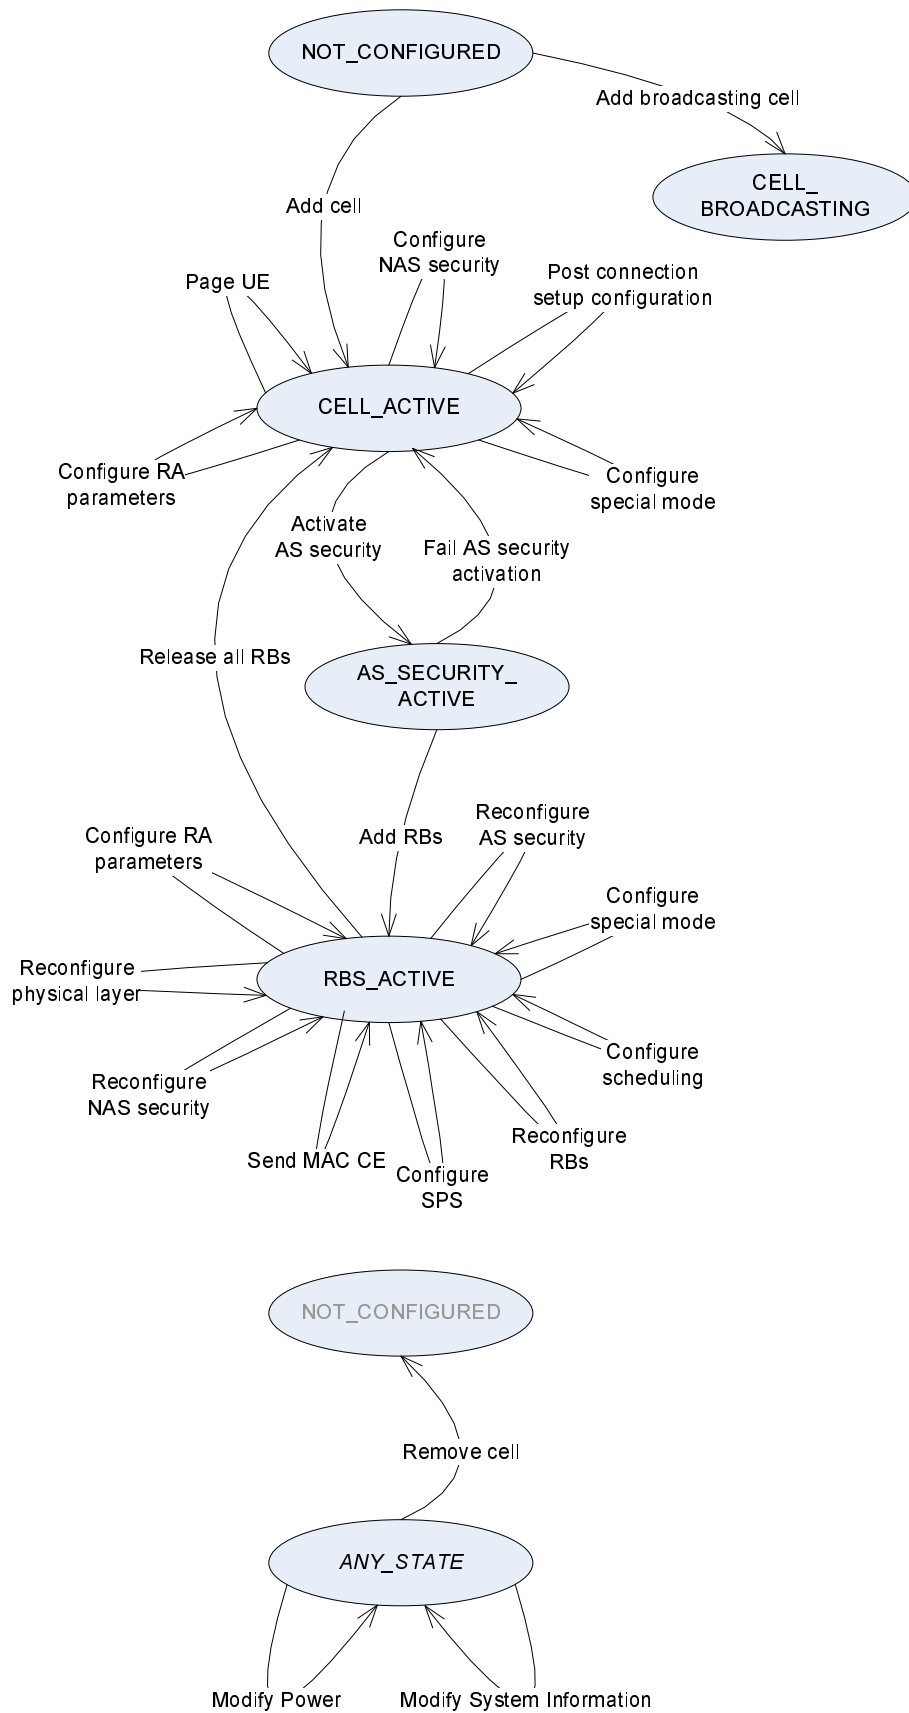 NOT_CONFIGURED
Add broadcasting cell
CELL_
BROADCASTING
Add cell
Configure
NAS security
Page UE
Post connection
setup configuration
CELL_ACTIVE
Configure RA
parameters
Configure
special mode
Activate
AS security
Fail AS security
activation
Release all RBs
AS_SECURITY_
ACTIVE
Add RBs
Reconfigure
AS security
Configure RA
parameters
Configure
special mode
Reconfigure
physical layer
RBS_ACTIVE
Configure
scheduling
Reconfigure
NAS security
Reconfigure
RBs
Send MAC CE
Configure
SPS
NOT_CONFIGURED
Remove cell
ANY_STATE
Modify Power
Modify System Information